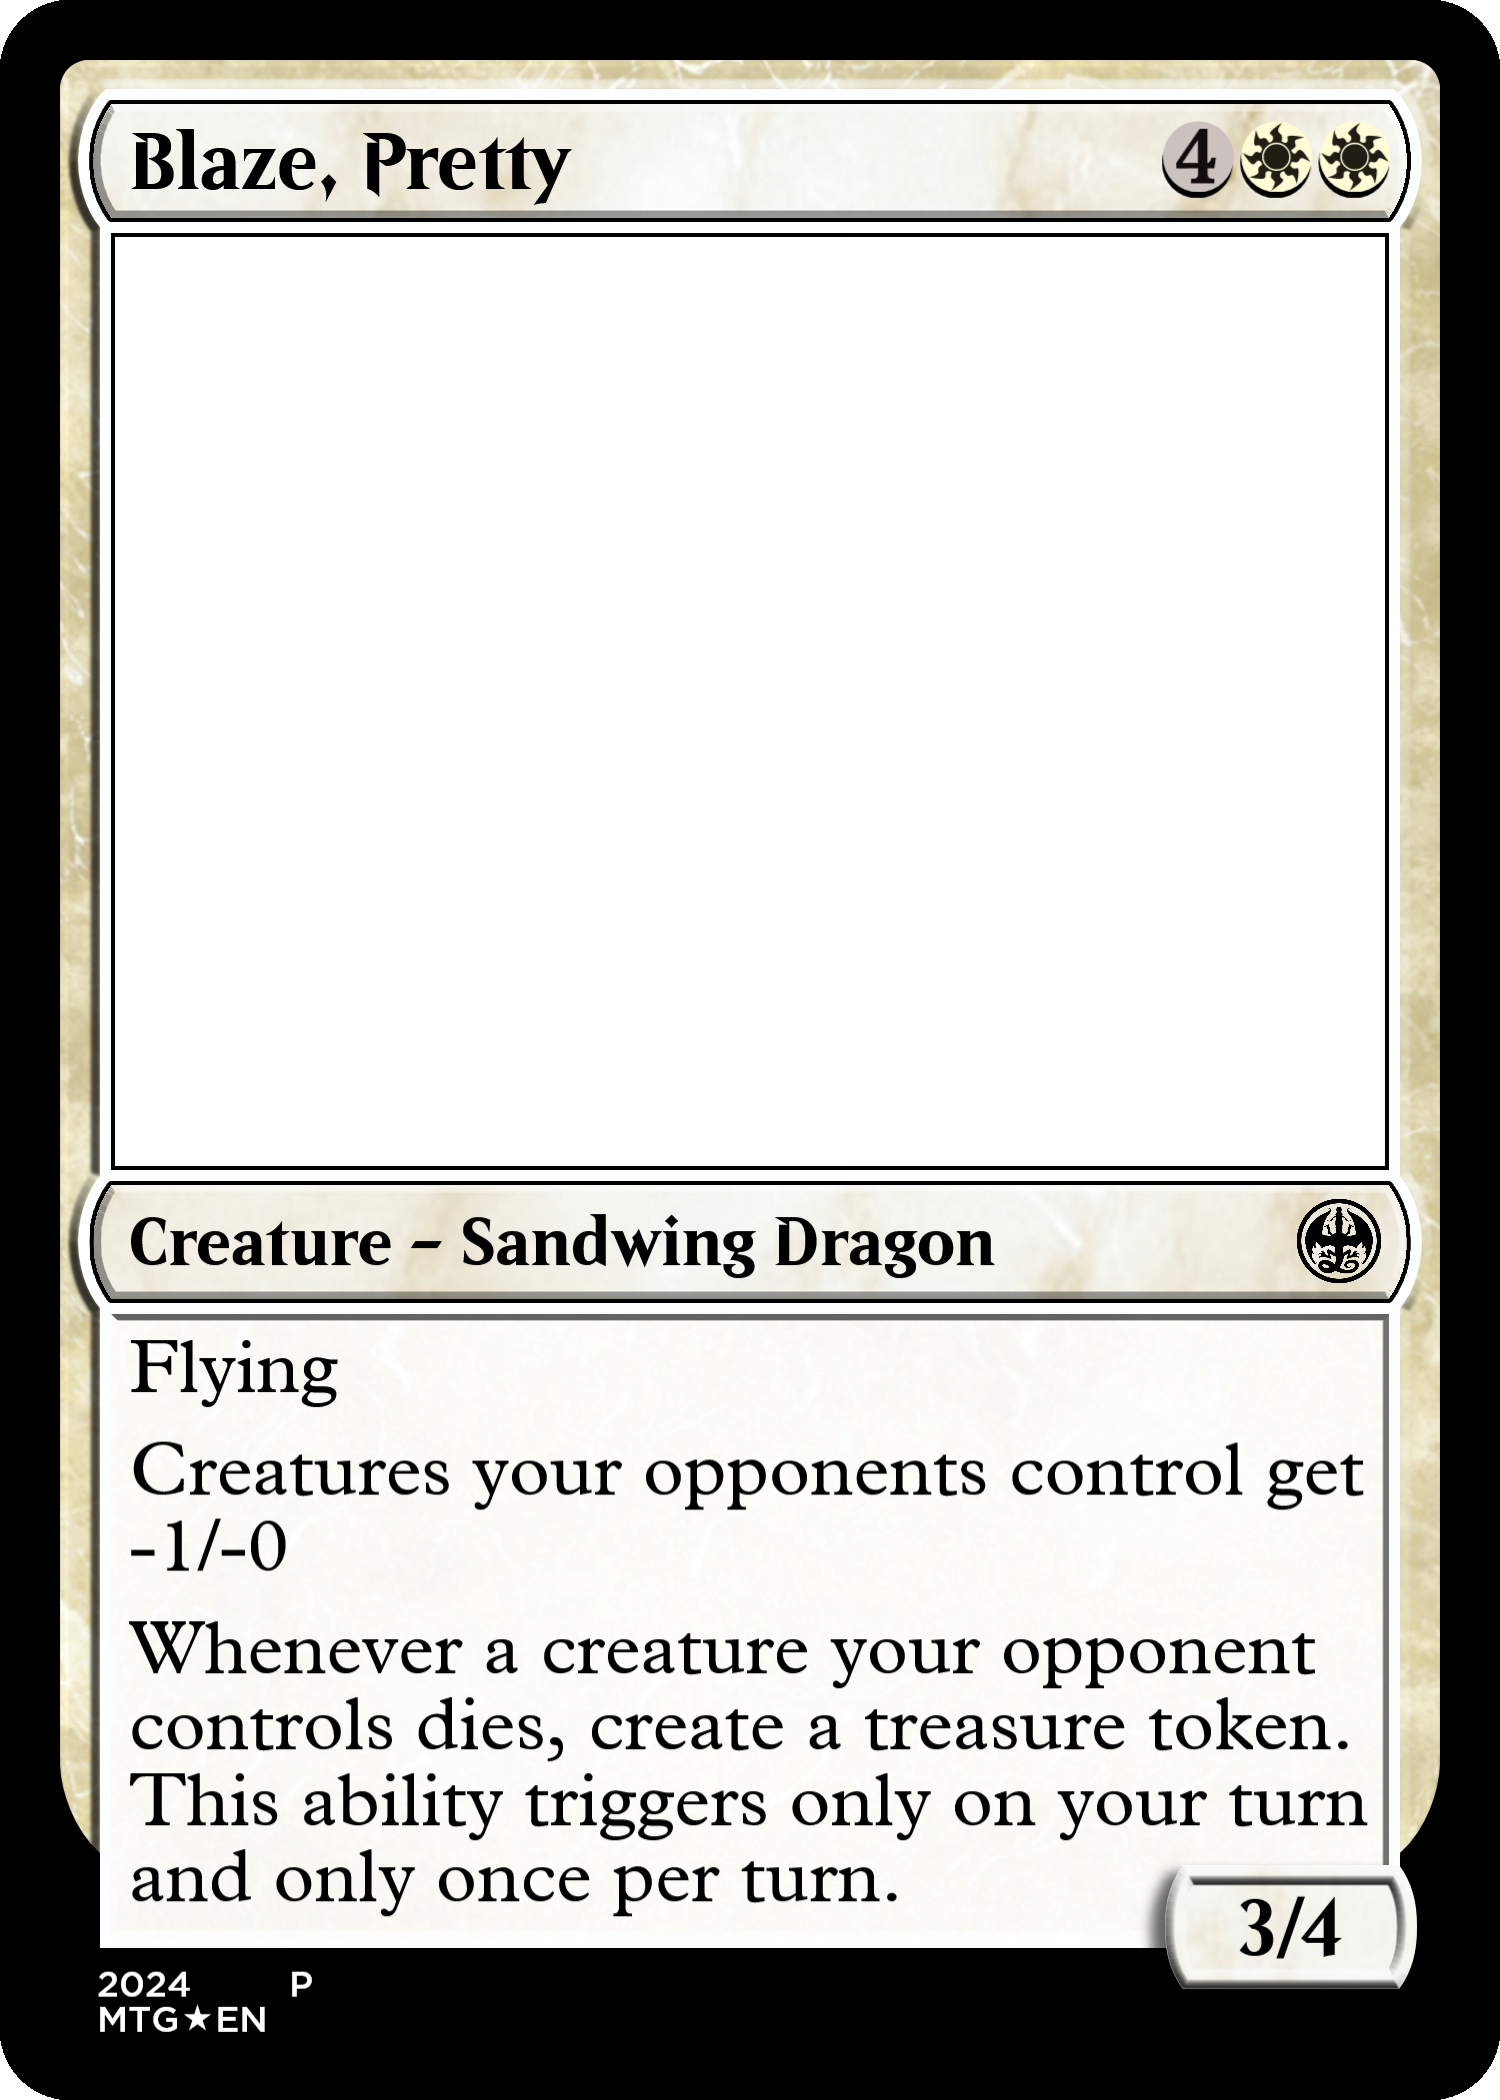 Blaze, Pretty 4
Creature – Sandwing Dragon
Flying
Creatures your opponents control get
-1/-0
Whenever a creature your opponent
controls dies, create a treasure token.
This ability triggers only on your turn
and only once per turn.
3/4
2024 P
MTG★EN